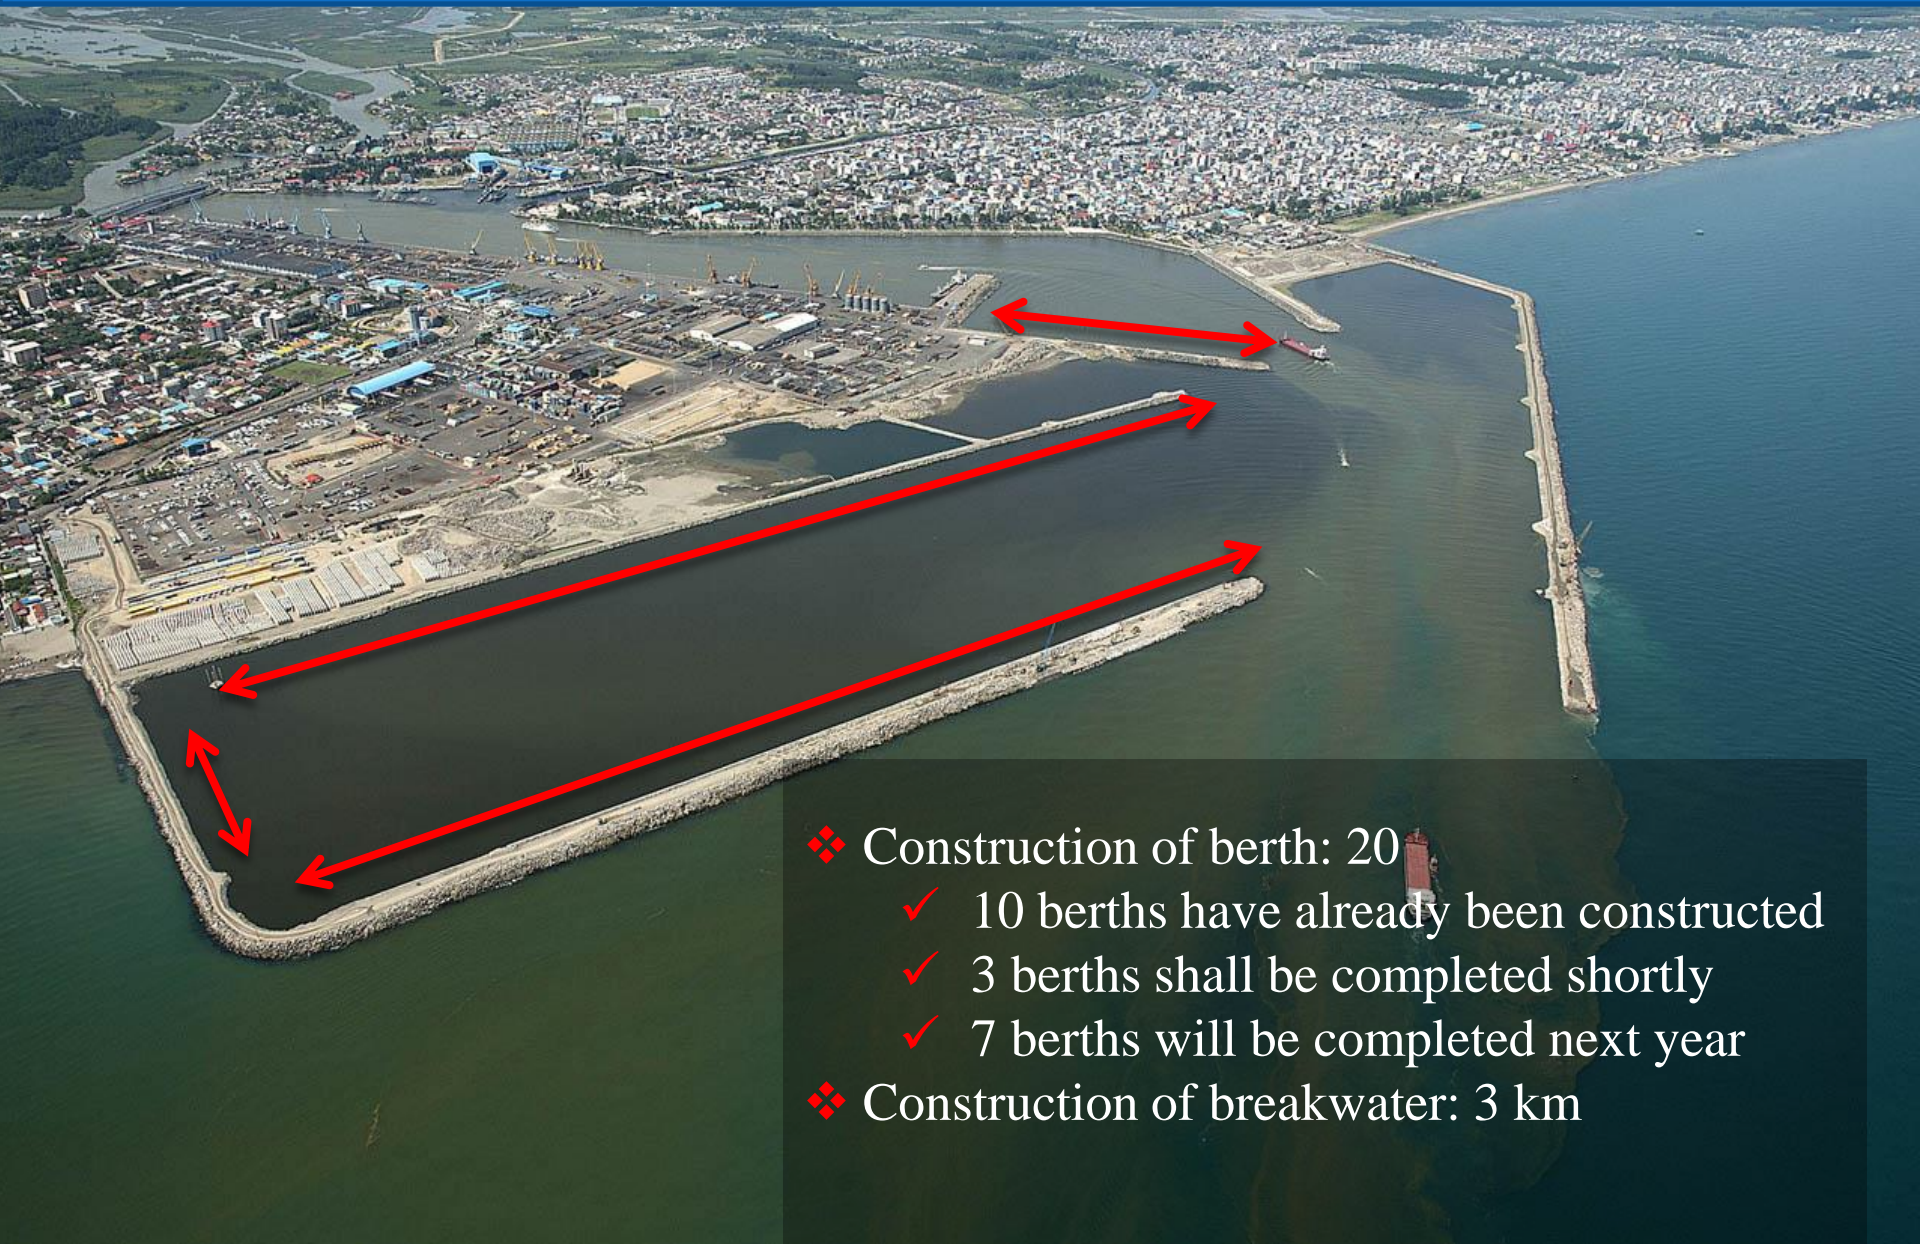 Construction of berth: 20
10 berths have already been constructed
3 berths shall be completed shortly
7 berths will be completed next year
Construction of breakwater: 3 km